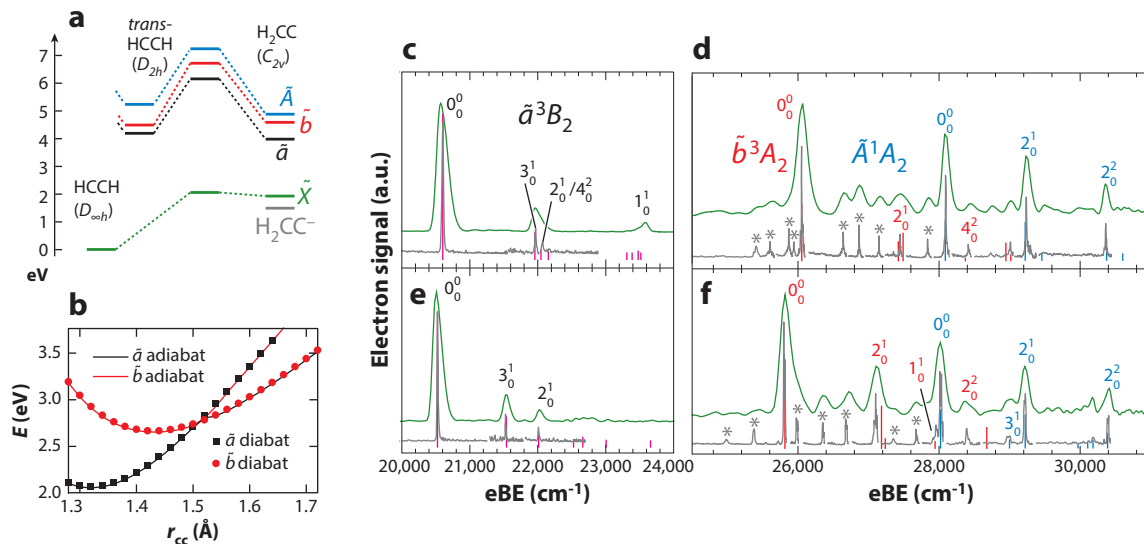 a
trans-
HCCH
(D2h)
H2CC
(C2v)
7
6
5
4
3
2
1
0
eV
Ã
b̃
ã
X̃
H2CC−
HCCH
(D∞h)
b
3.5
3.0
2.5
2.0
E (eV)
ã adiabat
b̃ adiabat
ã diabat
b̃ diabat
1.3 1.4 1.5 1.6 1.7
rcc (Å)
Electron signal (a.u.)
c
0⁰₀
ã³B₂
3¹₀
2¹₀/4²₀
1¹₀
d
0⁰₀
b̃³A₂
Ã¹A₂
0⁰₀
2¹₀
2²₀
* * * * * * * *
2¹₀
4²₀
e
0⁰₀
3¹₀
2¹₀
20,000 21,000 22,000 23,000 24,000
eBE (cm⁻¹)
f
0⁰₀
2¹₀
1¹₀
0⁰₀
2²₀
2¹₀
3¹₀
2²₀
* * * * * * *
26,000 28,000 30,000
eBE (cm⁻¹)